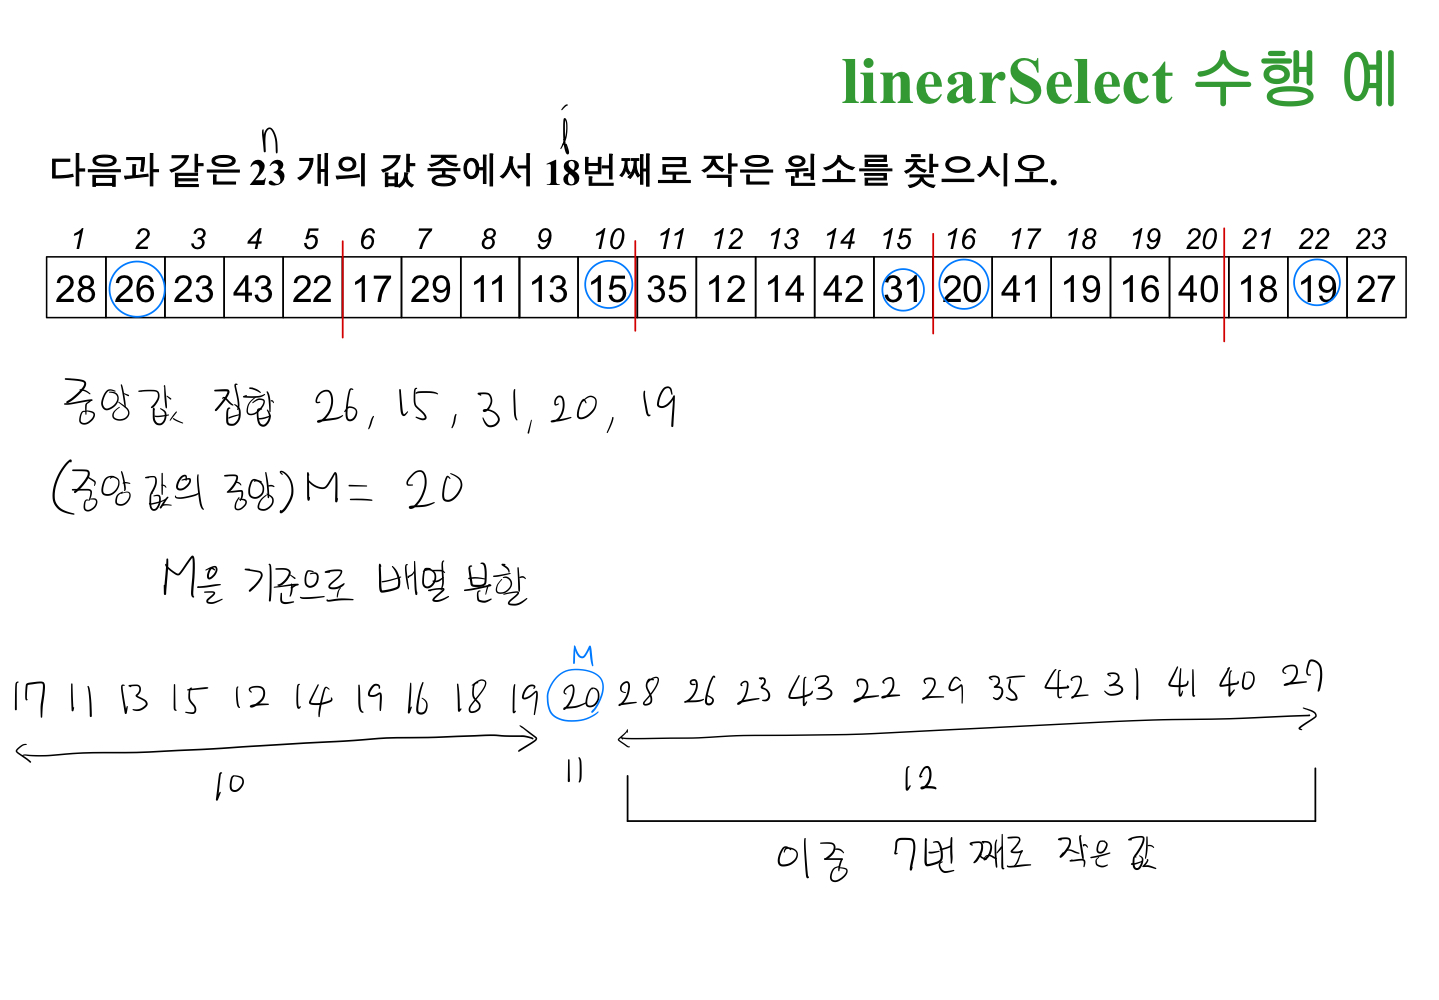 linearSelect 수행 예
n i
다음과 같은 23 개의 값 중에서 18번째로 작은 원소를 찾으시오.
1 2 3 4 5 6 7 8 9 10 11 12 13 14 15 16 17 18 19 20 21 22 23
28 26 23 43 22 17 29 11 13 15 35 12 14 42 31 20 41 19 16 40 18 19 27
중앙값 집합 26, 15, 31, 20, 19
(중앙값의 중앙) M = 20
M을 기준으로 배열 분할
M
17 11 13 15 12 14 19 16 18 19 20 28 26 23 43 22 29 35 42 31 41 40 27
10 11 12
이 중 7번째로 작은 값